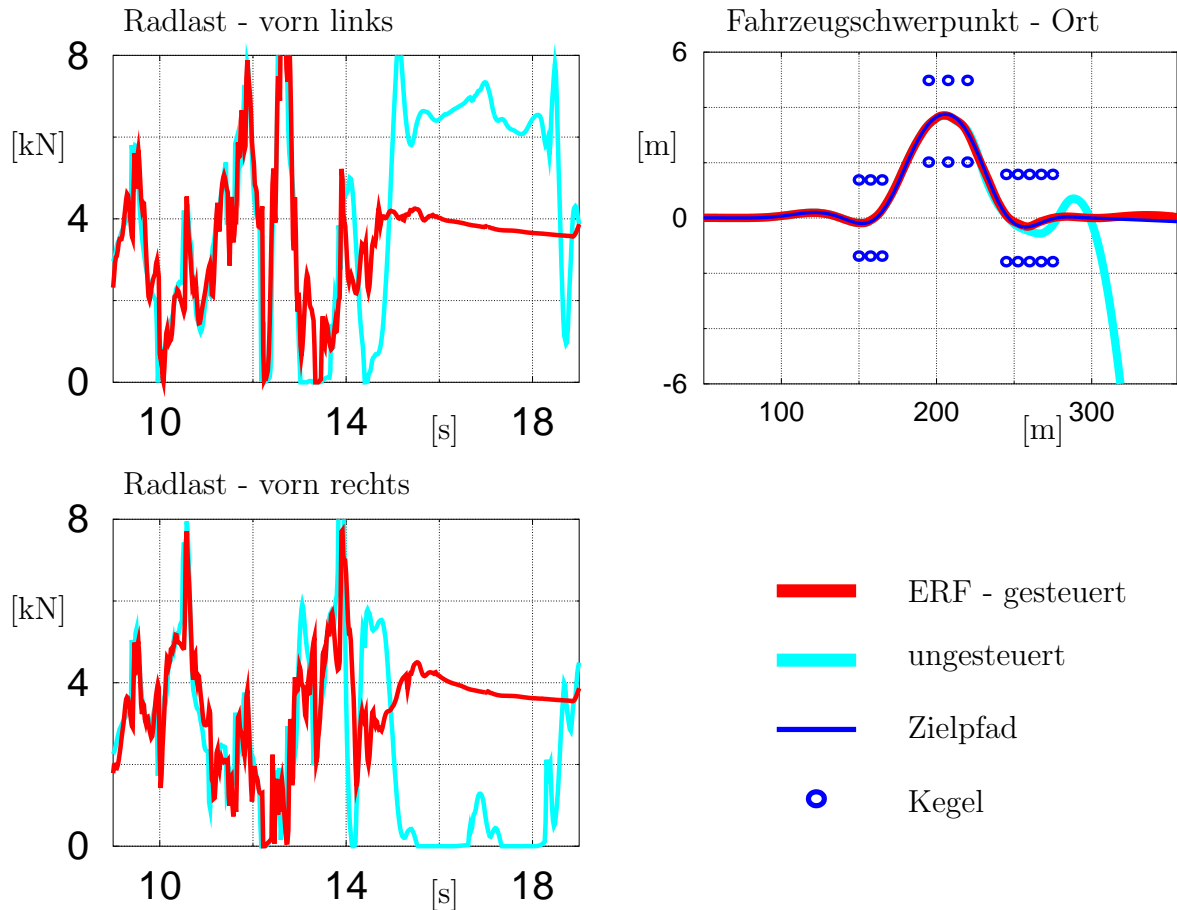 Radlast - vorn links
8
[kN]
4
0
10
14
[s]
18
Fahrzeugschwerpunkt - Ort
6
[m]
0
-6
100
200
300
[m]
Radlast - vorn rechts
8
[kN]
4
0
10
14
[s]
18
ERF - gesteuert
ungesteuert
Zielpfad
Kegel